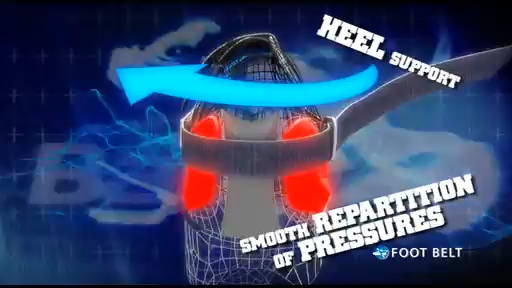 HEEL SUPPORT
SMOOTH REPARTITION
OF PRESSURES
FOOT BELT